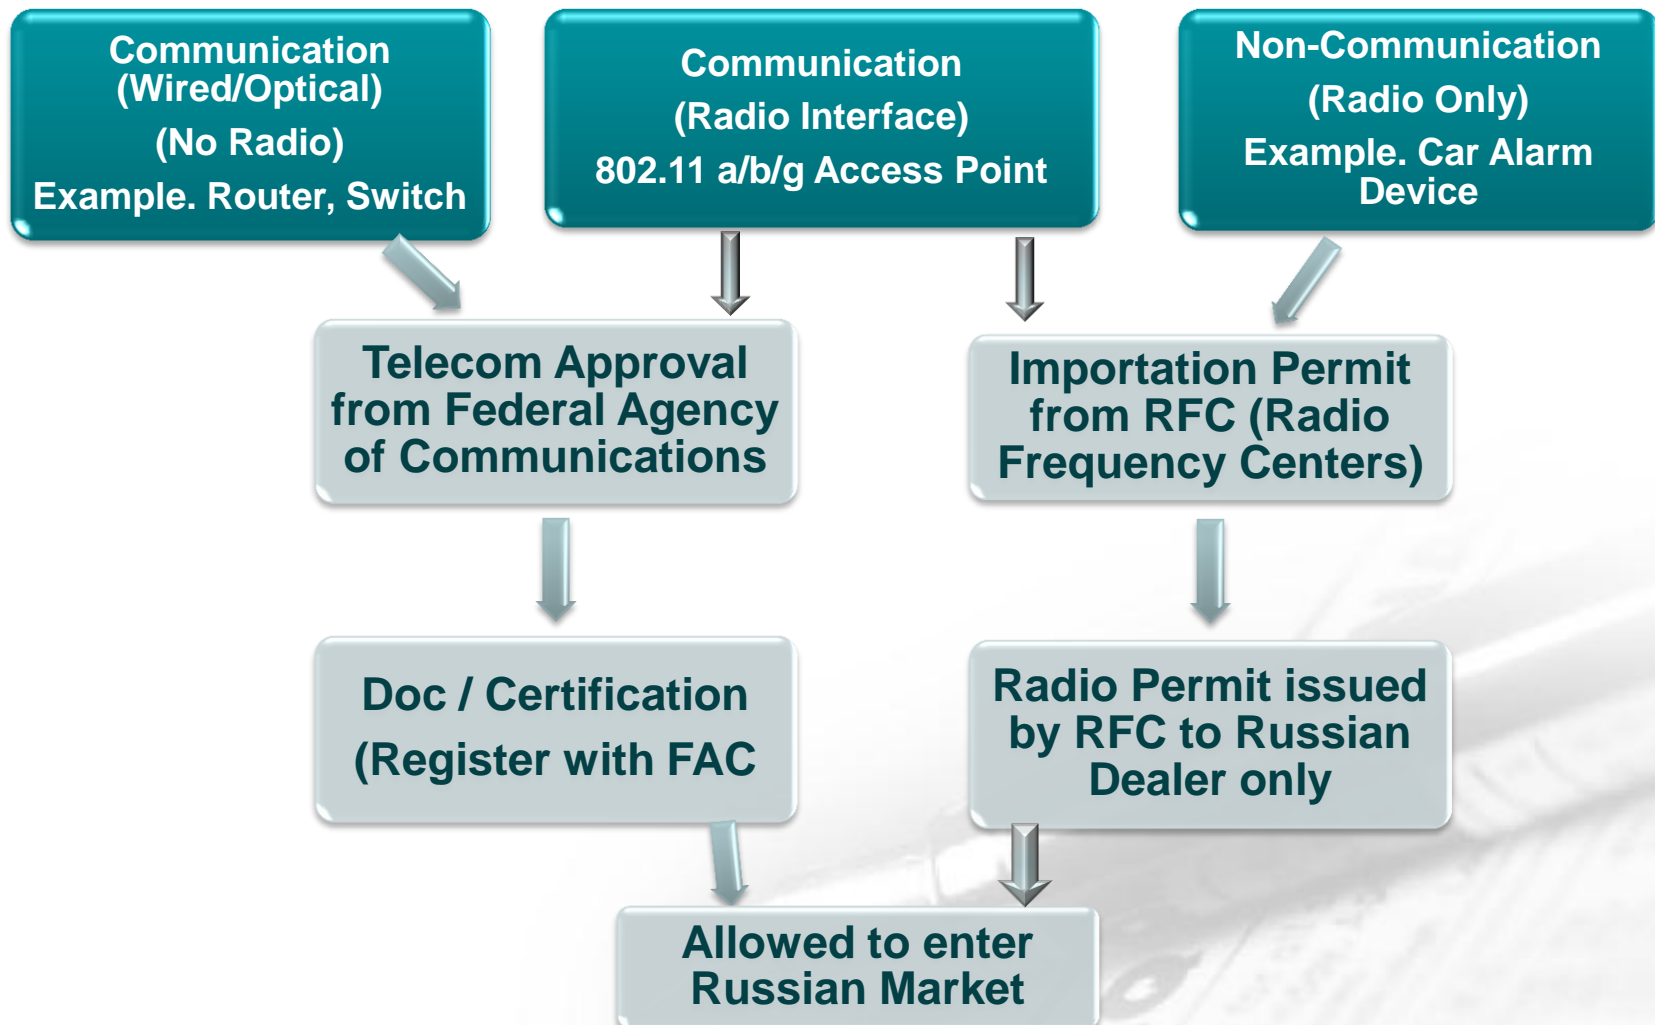 Communication
(Wired/Optical)
(No Radio)
Example. Router, Switch
Communication
(Radio Interface)
802.11 a/b/g Access Point
Non-Communication
(Radio Only)
Example. Car Alarm
Device
Telecom Approval
from Federal Agency
of Communications
Importation Permit
from RFC (Radio
Frequency Centers)
Doc / Certification
(Register with FAC
Radio Permit issued
by RFC to Russian
Dealer only
Allowed to enter
Russian Market